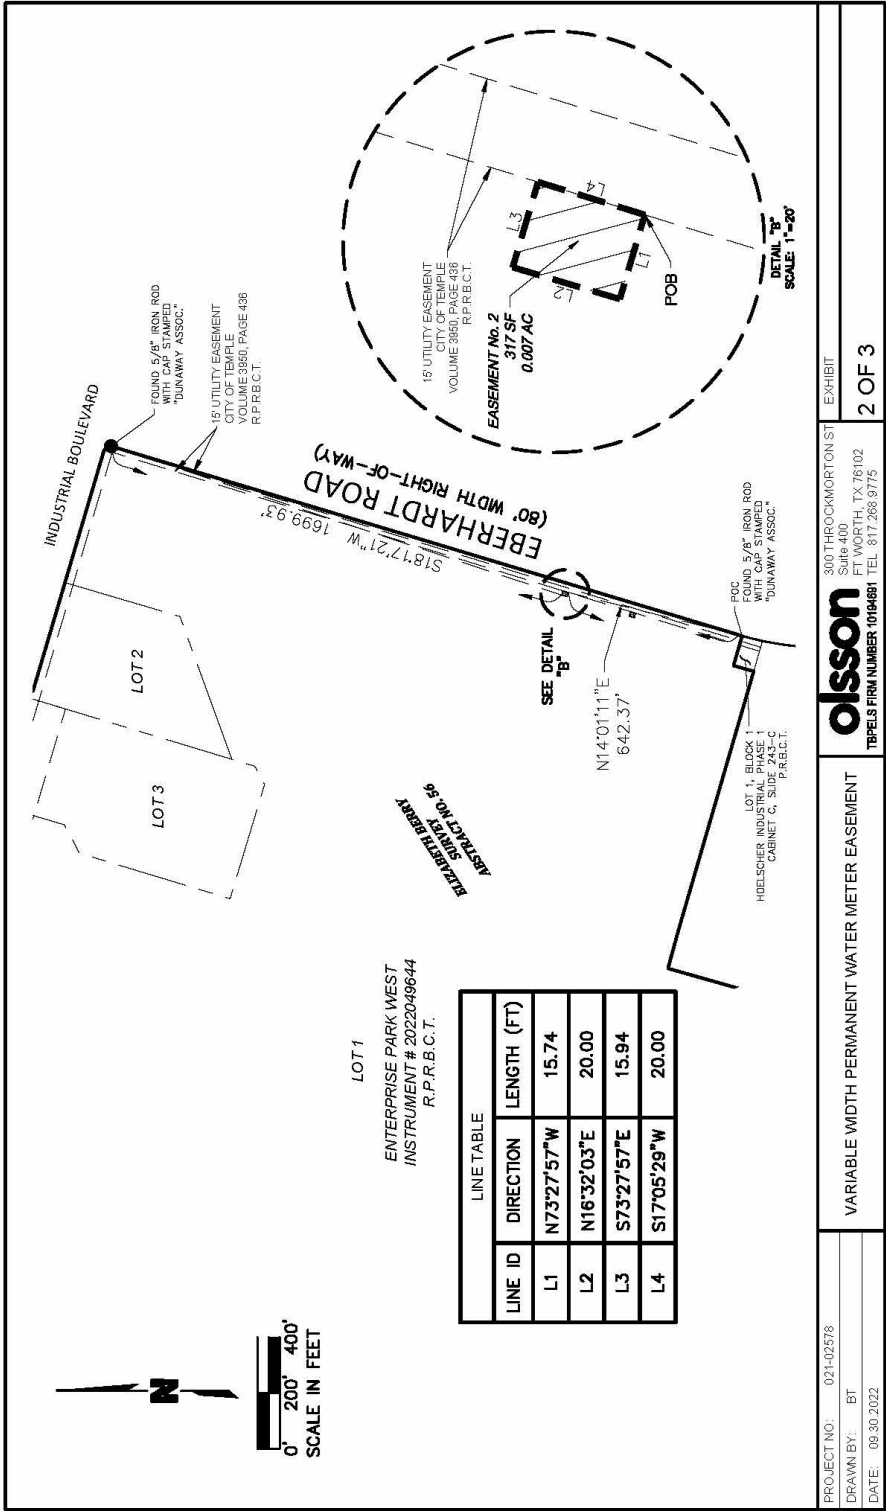 INDUSTRIAL BOULEVARD
FOUND 5/8" IRON ROD
WITH CAP STAMPED
"DUNAWAY ASSOC."
15' UTILITY EASEMENT
CITY OF TEMPLE
VOLUME 3950, PAGE 436
R.P.R.B.C.T.
LOT 2
LOT 3
S18°17'21"W 1699.93'
EBERHARDT ROAD
(80' WIDTH RIGHT-OF-WAY)
15' UTILITY EASEMENT
CITY OF TEMPLE
VOLUME 3950, PAGE 436
R.P.R.B.C.T.
EASEMENT No. 2
317 SF
0.007 AC
L3
L4
L2
L1
POB
DETAIL "B"
SCALE: 1"=20'
SEE DETAIL
"B"
N14°01'11"E
642.37'
POC
FOUND 5/8" IRON ROD
WITH CAP STAMPED
"DUNAWAY ASSOC."
LOT 1, BLOCK 1
HOELSCHER INDUSTRIAL PHASE 1
CABINET C, SLIDE 243-C
P.R.B.C.T.
ELIZABETH BERRY
SURVEY
ABSTRACT NO. 56
LOT 1
ENTERPRISE PARK WEST
INSTRUMENT # 2022049644
R.P.R.B.C.T.
N
0' 200' 400'
SCALE IN FEET
LINE TABLE
LINE ID DIRECTION LENGTH (FT)
L1 N73°27'57"W 15.74
L2 N16°32'03"E 20.00
L3 S73°27'57"E 15.94
L4 S17°05'29"W 20.00
PROJECT NO: 021-02578
DRAWN BY: BT
DATE: 09.30.2022
VARIABLE WIDTH PERMANENT WATER METER EASEMENT
olsson
TBPELS FIRM NUMBER 10194691
300 THROCKMORTON ST
Suite 400
FT WORTH, TX 76102
TEL 817.268.9775
EXHIBIT
2 OF 3